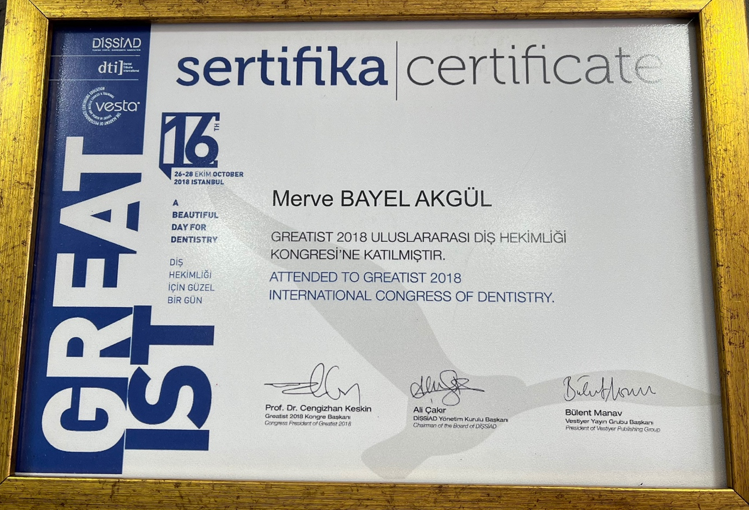 DİŞSİAD
dti
vesta
GREAT
IST
sertifika | certificate
16TH
26-28 EKİM OCTOBER
2018 ISTANBUL
A
BEAUTIFUL
DAY FOR
DENTISTRY
DİŞ
HEKİMLİĞİ
İÇİN GÜZEL
BİR GÜN
Merve BAYEL AKGÜL
GREATIST 2018 ULUSLARARASI DİŞ HEKİMLİĞİ
KONGRESİ'NE KATILMIŞTIR.
ATTENDED TO GREATIST 2018
INTERNATIONAL CONGRESS OF DENTISTRY.
Prof. Dr. Cengizhan Keskin
Greatist 2018 Kongre Başkanı
Congress President of Greatist 2018
Ali Çakır
DİŞSİAD Yönetim Kurulu Başkanı
Chairman of the Board of DİŞSİAD
Bülent Manav
Vestiyer Yayın Grubu Başkanı
President of Vestiyer Publishing Group